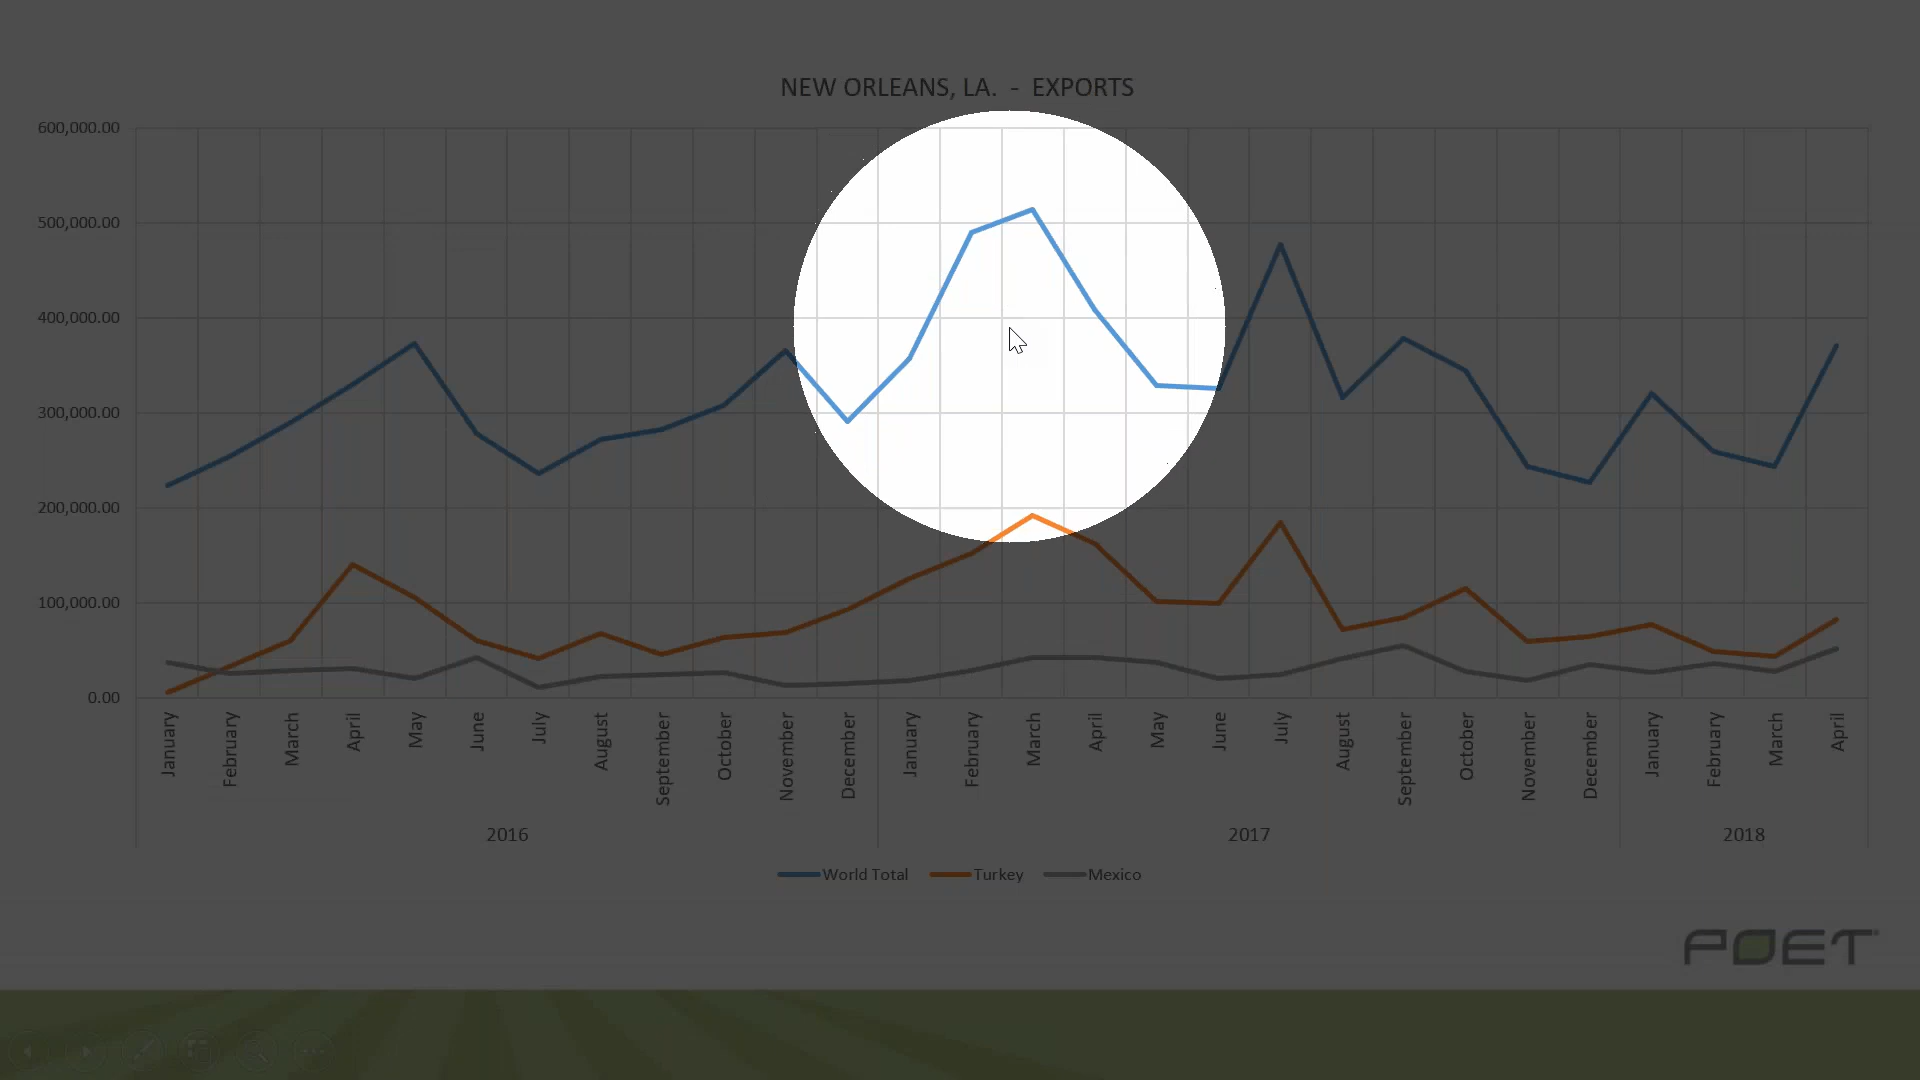 NEW ORLEANS, LA. - EXPORTS
600,000.00
500,000.00
400,000.00
300,000.00
200,000.00
100,000.00
0.00
January
February
March
April
May
June
July
August
September
October
November
December
January
February
March
April
May
June
July
August
September
October
November
December
January
February
March
April
2016
2017
2018
World Total
Turkey
Mexico
POET